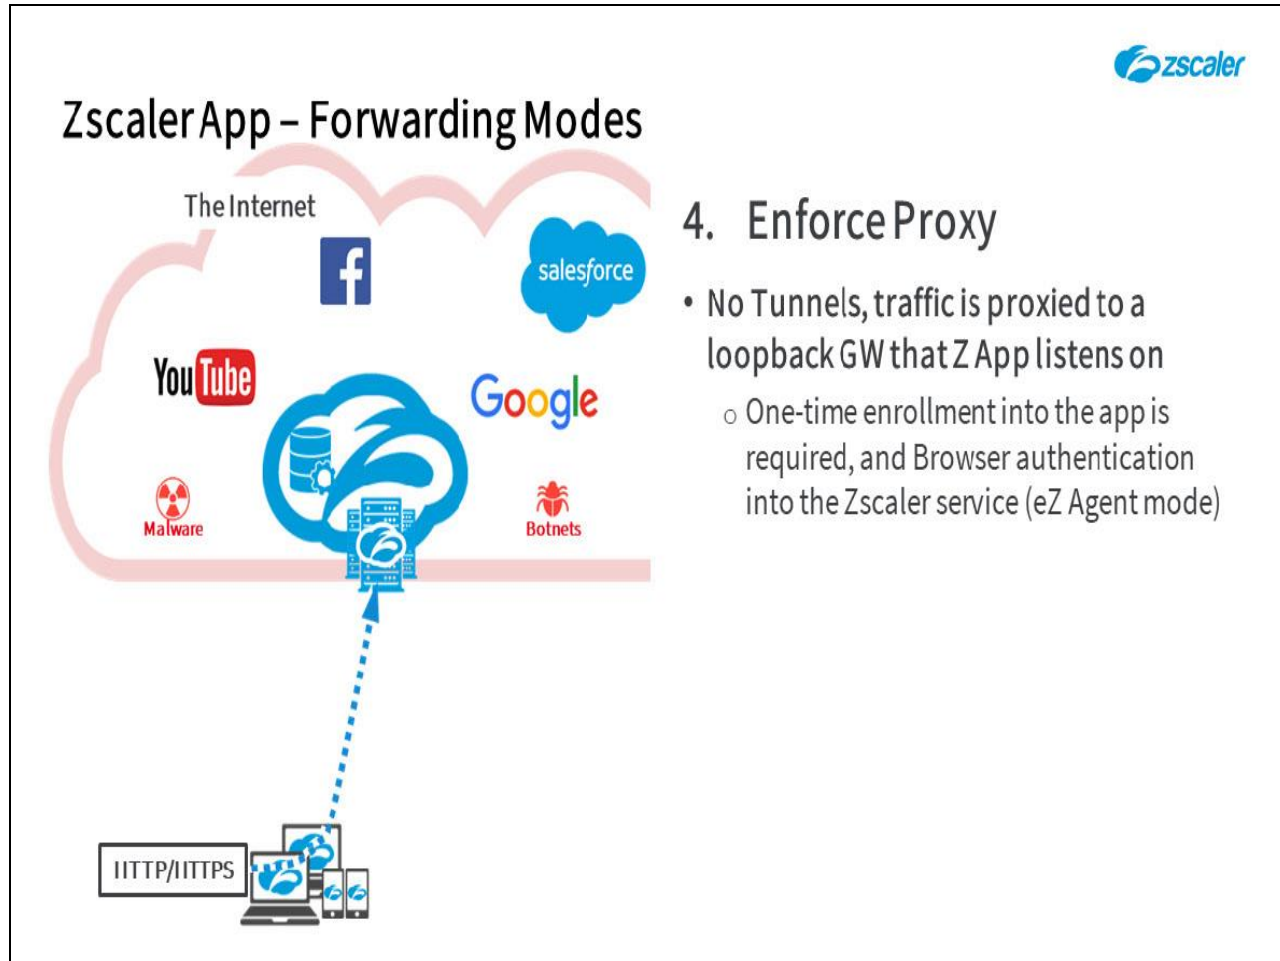 zscaler
Zscaler App – Forwarding Modes
The Internet
salesforce
YouTube
Google
Malware
Botnets
HTTP/HTTPS
4. Enforce Proxy
• No Tunnels, traffic is proxied to a
loopback GW that Z App listens on
o One-time enrollment into the app is
required, and Browser authentication
into the Zscaler service (eZ Agent mode)